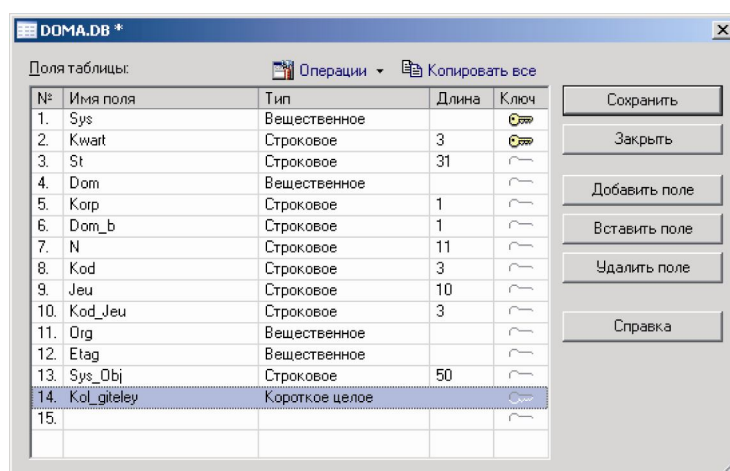 DOMA.DB *
Поля таблицы: Операции Копировать все
№ Имя поля Тип Длина Ключ
1. Sys Вещественное
2. Kwart Строковое 3
3. St Строковое 31
4. Dom Вещественное
5. Korp Строковое 1
6. Dom_b Строковое 1
7. N Строковое 11
8. Kod Строковое 3
9. Jeu Строковое 10
10. Kod_Jeu Строковое 3
11. Org Вещественное
12. Etag Вещественное
13. Sys_Obj Строковое 50
14. Kol_giteley Короткое целое
15.
Сохранить
Закрыть
Добавить поле
Вставить поле
Удалить поле
Справка